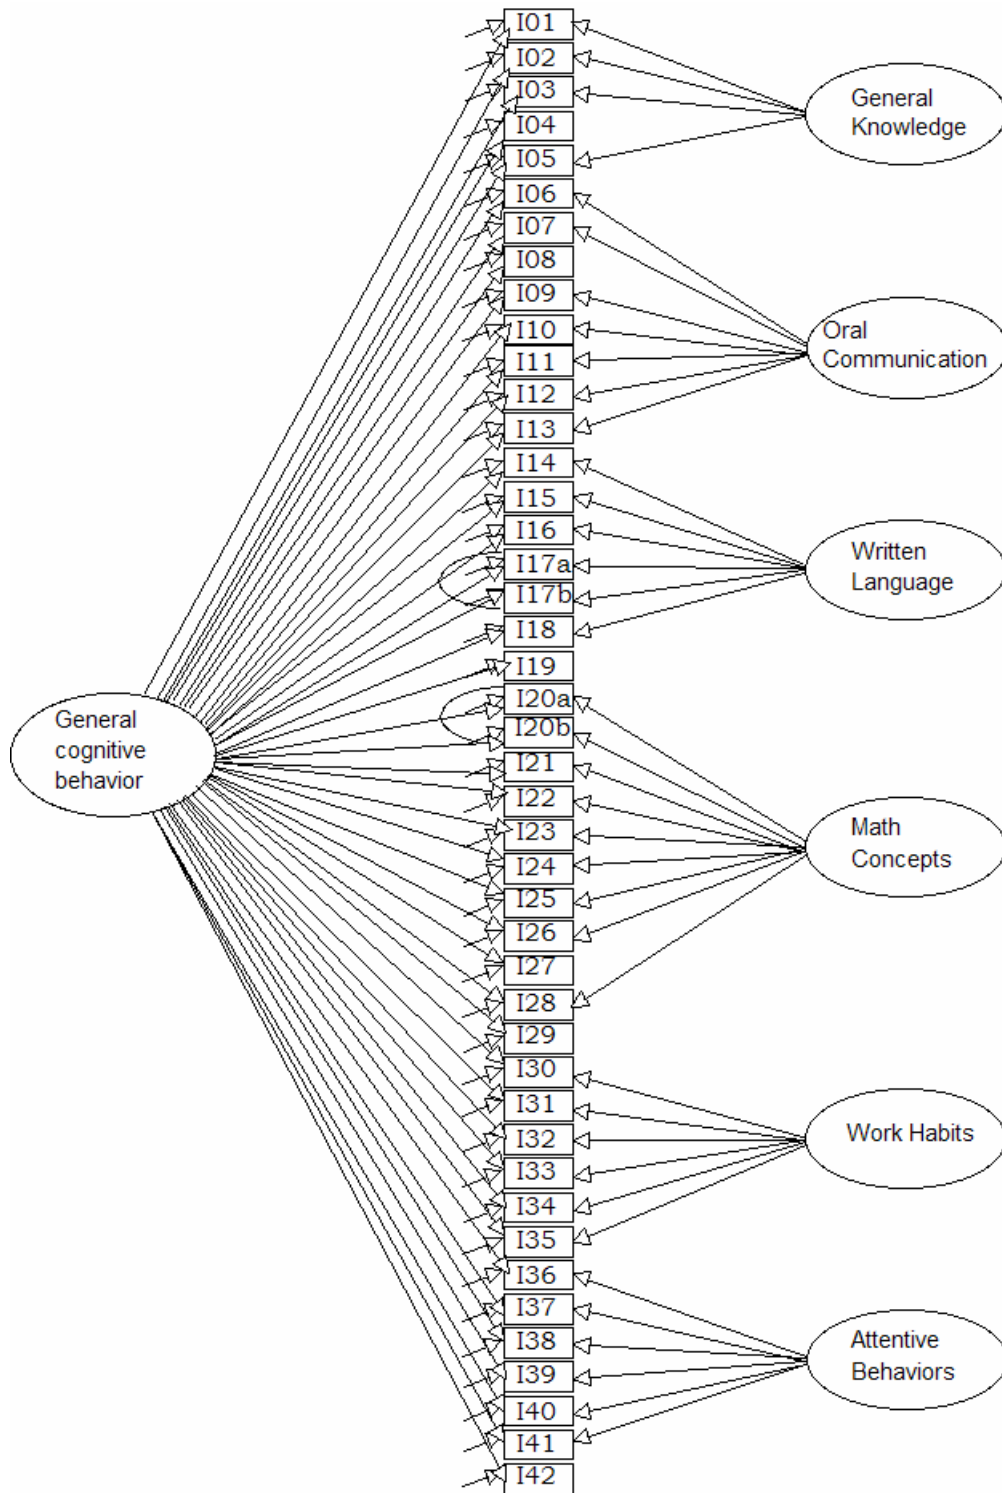 I01
I02
I03
I04
I05
I06
I07
I08
I09
I10
I11
I12
I13
I14
I15
I16
I17a
I17b
I18
I19
I20a
I20b
I21
I22
I23
I24
I25
I26
I27
I28
I29
I30
I31
I32
I33
I34
I35
I36
I37
I38
I39
I40
I41
I42
General
cognitive
behavior
General
Knowledge
Oral
Communication
Written
Language
Math
Concepts
Work Habits
Attentive
Behaviors